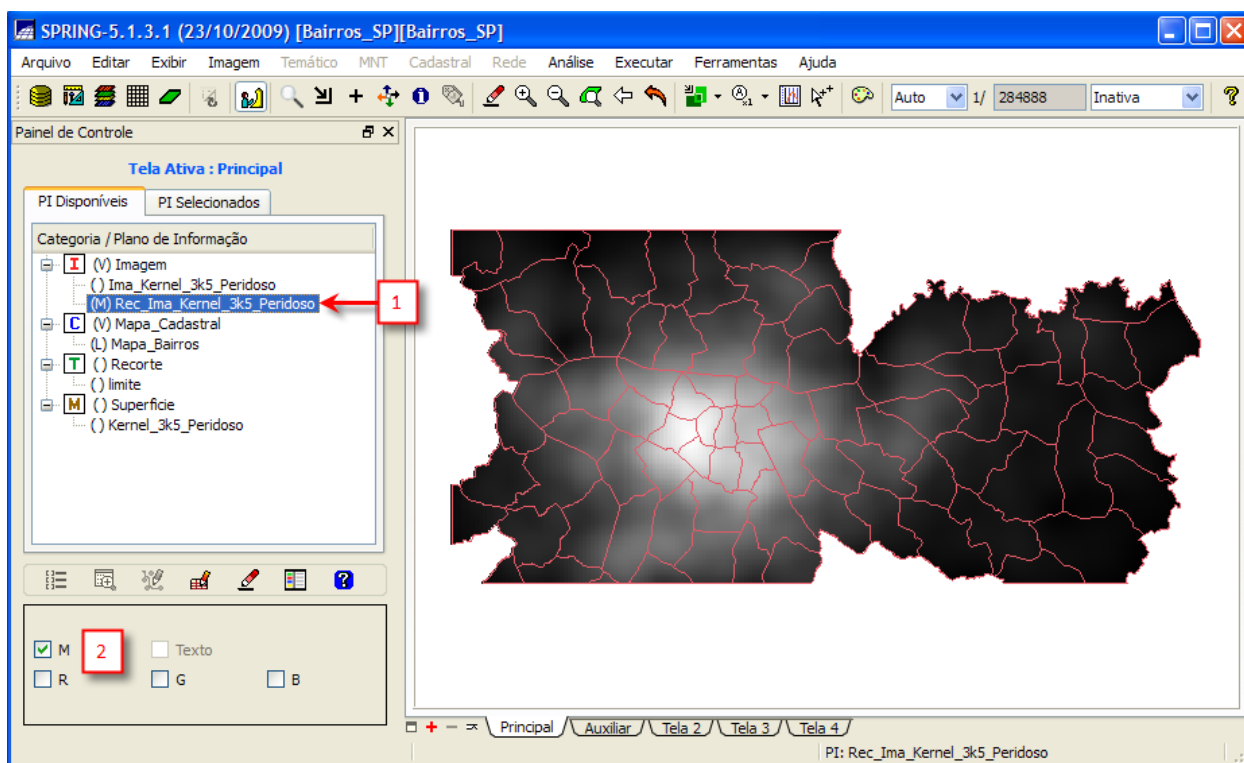 SPRING-5.1.3.1 (23/10/2009) [Bairros_SP][Bairros_SP]
Arquivo Editar Exibir Imagem Temático MNT Cadastral Rede Análise Executar Ferramentas Ajuda
Auto 1/ 284888 Inativa
Painel de Controle
Tela Ativa : Principal
PI Disponíveis PI Selecionados
Categoria / Plano de Informação
I (V) Imagem
() Ima_Kernel_3k5_Peridoso
(M) Rec_Ima_Kernel_3k5_Peridoso 1
C (V) Mapa_Cadastral
(L) Mapa_Bairros
T () Recorte
() limite
M () Superficie
() Kernel_3k5_Peridoso
M 2 Texto
R G B
Principal Auxiliar Tela 2 Tela 3 Tela 4
PI: Rec_Ima_Kernel_3k5_Peridoso